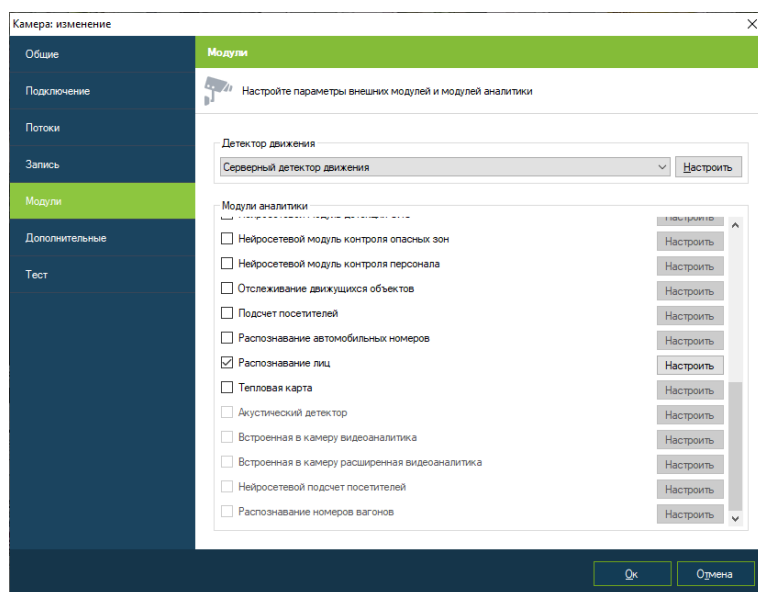 Камера: изменение
Общие
Подключение
Потоки
Запись
Модули
Дополнительные
Тест
Модули
Настройте параметры внешних модулей и модулей аналитики
Детектор движения
Серверный детектор движения Настроить
Модули аналитики
Нейросетевой модуль Настроить
Нейросетевой модуль контроля опасных зон Настроить
Нейросетевой модуль контроля персонала Настроить
Отслеживание движущихся объектов Настроить
Подсчет посетителей Настроить
Распознавание автомобильных номеров Настроить
Распознавание лиц Настроить
Тепловая карта Настроить
Акустический детектор Настроить
Встроенная в камеру видеоаналитика Настроить
Встроенная в камеру расширенная видеоаналитика Настроить
Нейросетевой подсчет посетителей Настроить
Распознавание номеров вагонов Настроить
Ок Отмена